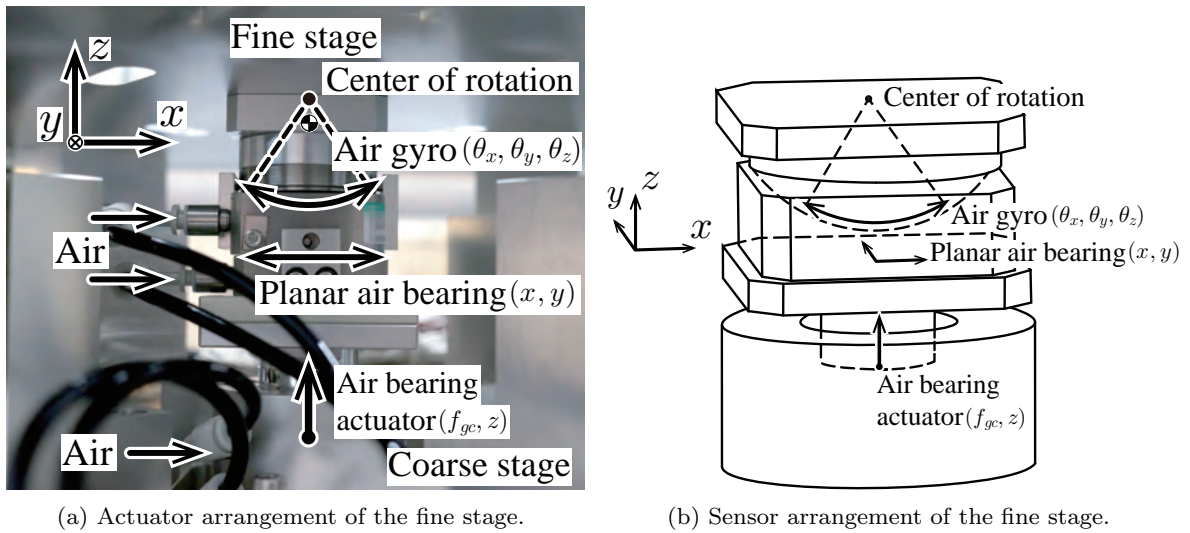 Fine stage
Center of rotation
z
y
x
Air gyro (θx, θy, θz)
Air
Planar air bearing (x, y)
Air bearing
actuator (fgc, z)
Air
Coarse stage
(a) Actuator arrangement of the fine stage.
Center of rotation
y
z
x
Air gyro (θx, θy, θz)
Planar air bearing (x, y)
Air bearing
actuator (fgc, z)
(b) Sensor arrangement of the fine stage.